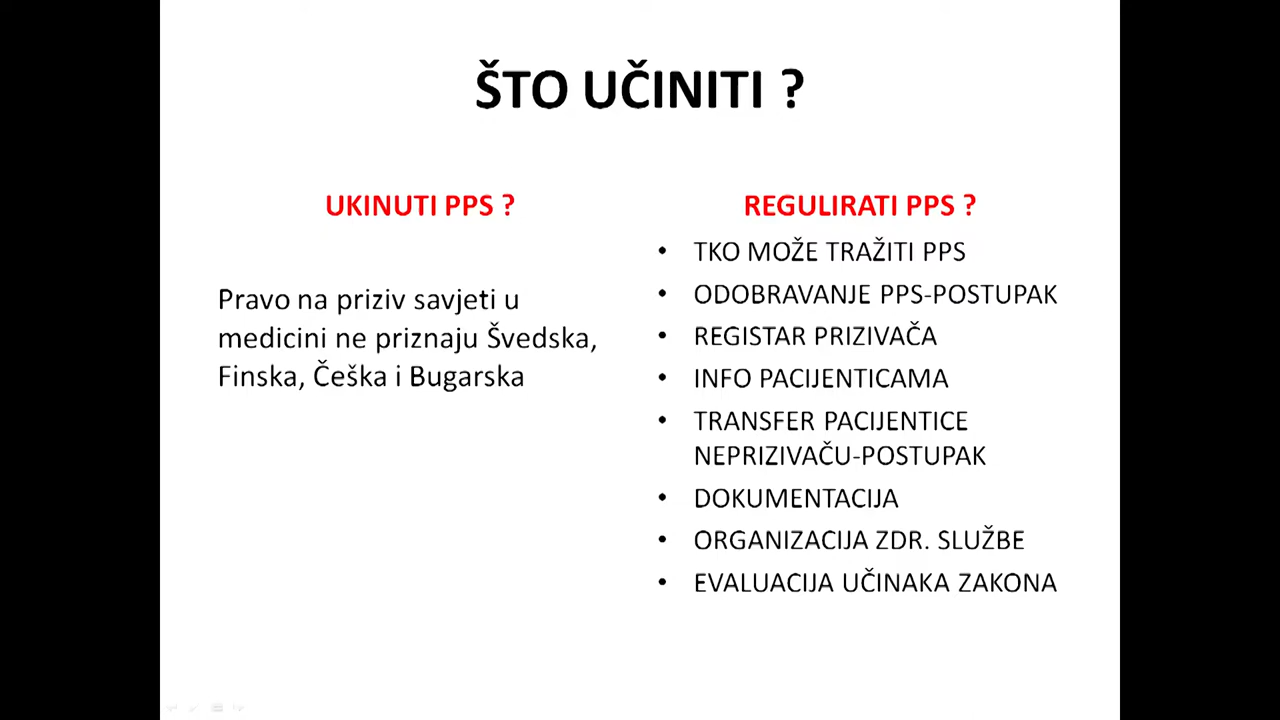 ŠTO UČINITI ?
UKINUTI PPS ?
Pravo na priziv savjeti u
medicini ne priznaju Švedska,
Finska, Češka i Bugarska
REGULIRATI PPS ?
• TKO MOŽE TRAŽITI PPS
• ODOBRAVANJE PPS-POSTUPAK
• REGISTAR PRIZIVAČA
• INFO PACIJENTICAMA
• TRANSFER PACIJENTICE
NEPRIZIVAČU-POSTUPAK
• DOKUMENTACIJA
• ORGANIZACIJA ZDR. SLUŽBE
• EVALUACIJA UČINAKA ZAKONA